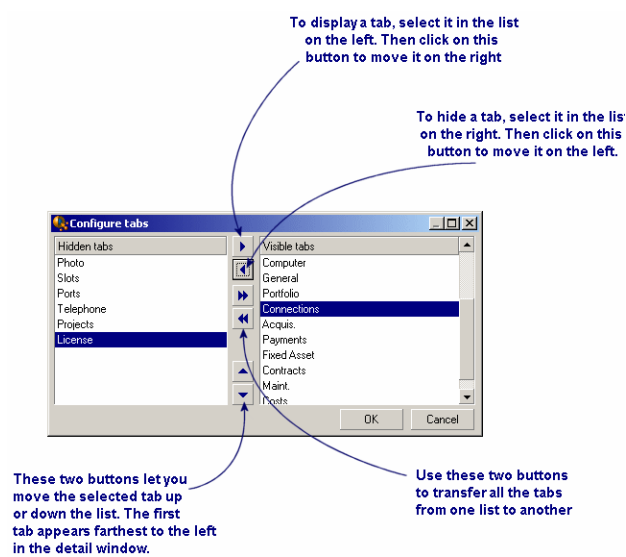 To display a tab, select it in the list
on the left. Then click on this
button to move it on the right
To hide a tab, select it in the list
on the right. Then click on this
button to move it on the left.
Configure tabs
Hidden tabs
Photo
Slots
Ports
Telephone
Projects
License
Visible tabs
Computer
General
Portfolio
Connections
Acquis.
Payments
Fixed Asset
Contracts
Maint.
Costs
OK
Cancel
These two buttons let you
move the selected tab up
or down the list. The first
tab appears farthest to the left
in the detail window.
Use these two buttons
to transfer all the tabs
from one list to another